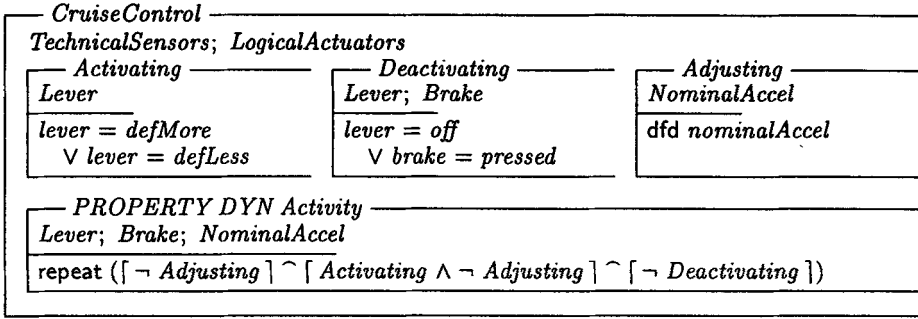 CruiseControl
TechnicalSensors; LogicalActuators
Activating
Lever
lever = defMore
∨ lever = defLess
Deactivating
Lever; Brake
lever = off
∨ brake = pressed
Adjusting
NominalAccel
dfd nominalAccel
PROPERTY DYN Activity
Lever; Brake; NominalAccel
repeat (⌈ ¬ Adjusting ⌉ ⌢ ⌈ Activating ∧ ¬ Adjusting ⌉ ⌢ ⌈ ¬ Deactivating ⌉)